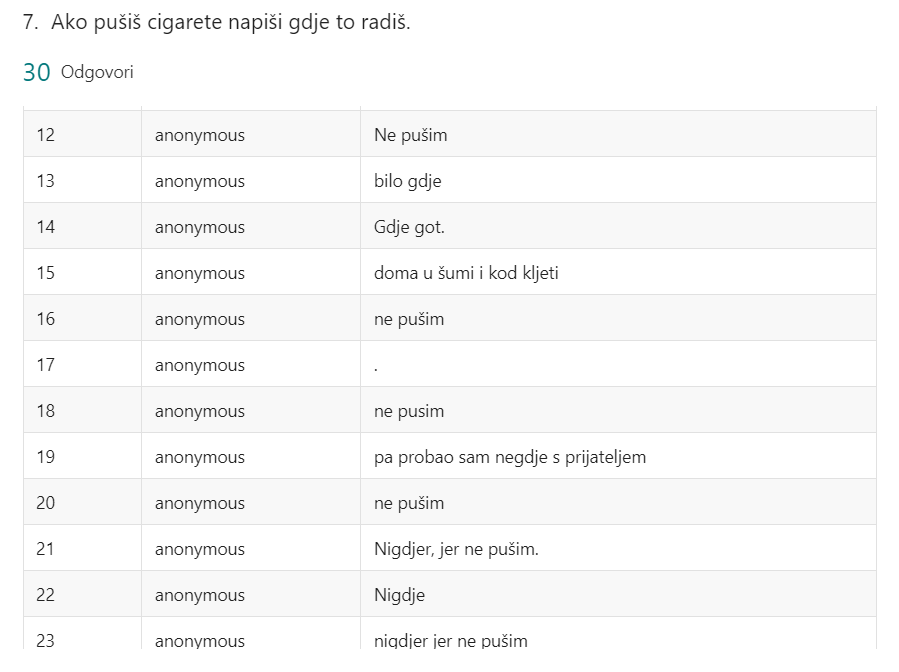 7. Ako pušiš cigarete napiši gdje to radiš.
30 Odgovori
12 anonymous Ne pušim
13 anonymous bilo gdje
14 anonymous Gdje got.
15 anonymous doma u šumi i kod kljeti
16 anonymous ne pušim
17 anonymous .
18 anonymous ne pusim
19 anonymous pa probao sam negdje s prijateljem
20 anonymous ne pušim
21 anonymous Nigdjer, jer ne pušim.
22 anonymous Nigdje
23 anonymous nigdjer jer ne pušim